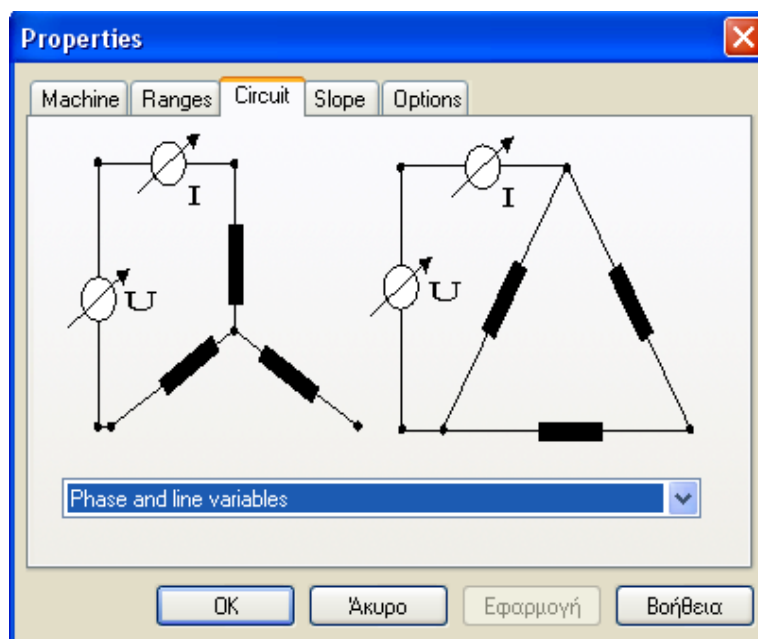 Properties
Machine Ranges Circuit Slope Options
I I
U U
Phase and line variables
OK Άκυρο Εφαρμογή Βοήθεια